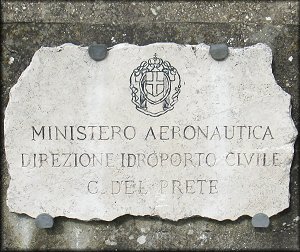 MINISTERO AERONAUTICA
DIREZIONE IDROPORTO CIVILE
C. DEL PRETE